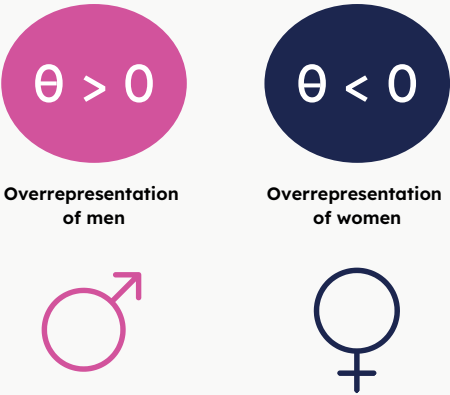 θ > 0
θ < 0
Overrepresentation
of men
Overrepresentation
of women